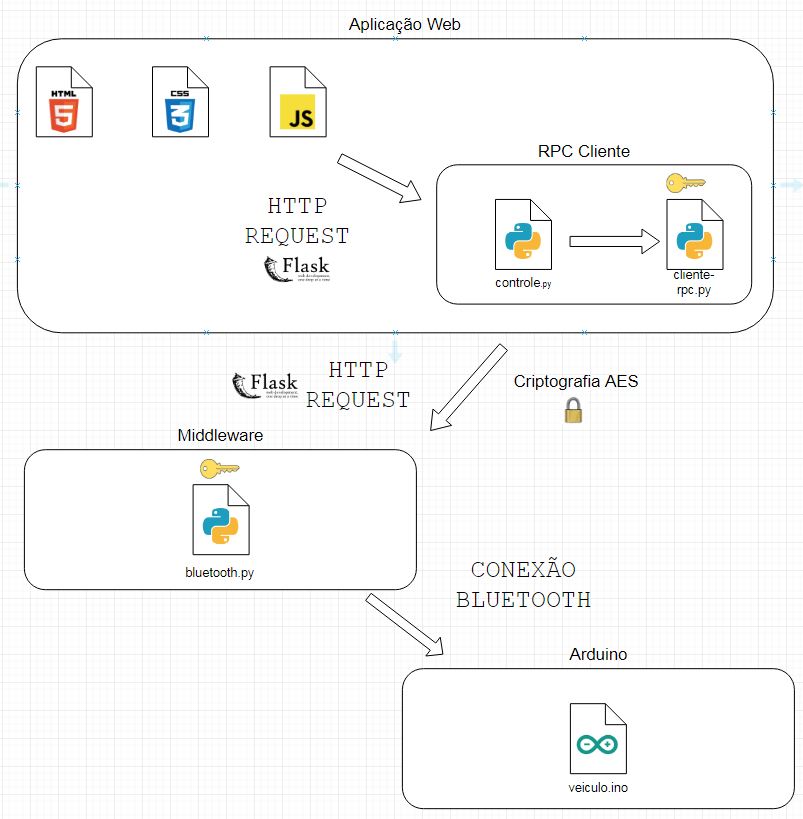 Aplicação Web
HTML
5
CSS
3
JS
RPC Cliente
HTTP
REQUEST
Flask
web development,
one drop at a time
controle.py
cliente-
rpc.py
Flask
web development,
one drop at a time
HTTP
REQUEST
Criptografia AES
Middleware
bluetooth.py
CONEXÃO
BLUETOOTH
Arduino
veiculo.ino